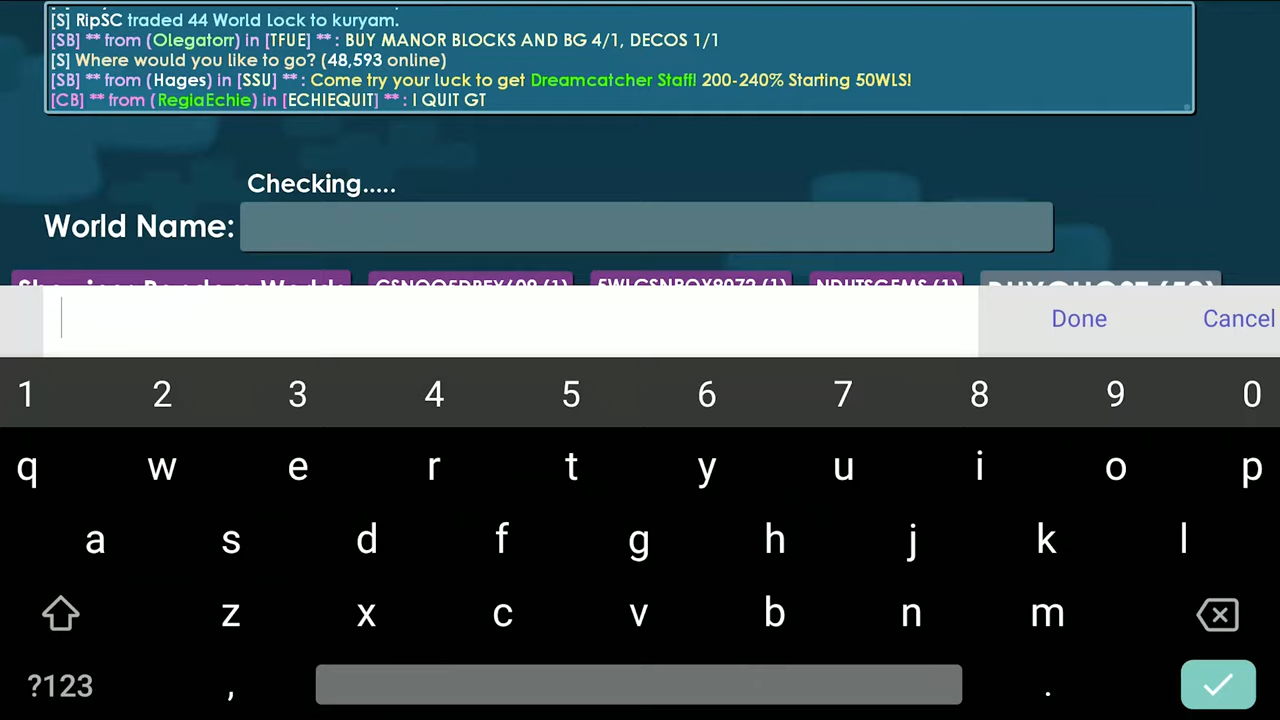 [S] RipSC traded 44 World Lock to kuryam.
[SB] ** from (Olegatorr) in [TFUE] ** : BUY MANOR BLOCKS AND BG 4/1, DECOS 1/1
[S] Where would you like to go? (48,593 online)
[SB] ** from (Hages) in [SSU] ** : Come try your luck to get Dreamcatcher Staff! 200-240% Starting 50WLS!
[CB] ** from (RegiaEchie) in [ECHIEQUIT] ** : I QUIT GT
Checking.....
World Name:
Showing Random Worlds
Done Cancel
1 2 3 4 5 6 7 8 9 0
q w e r t y u i o p
a s d f g h j k l
z x c v b n m
?123 , .